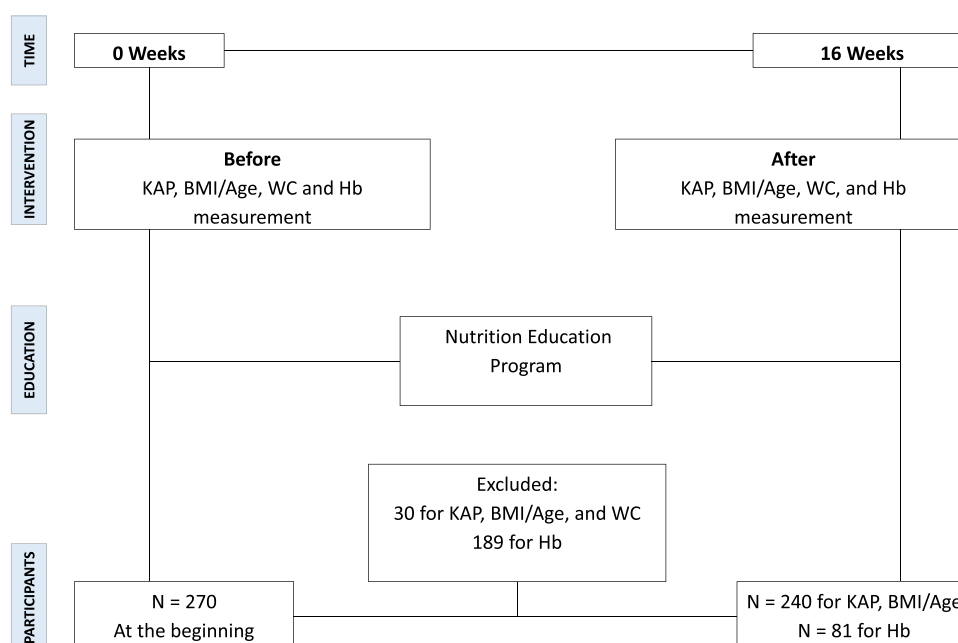 TIME
0 Weeks
16 Weeks
INTERVENTION
Before
KAP, BMI/Age, WC and Hb
measurement
After
KAP, BMI/Age, WC, and Hb
measurement
EDUCATION
Nutrition Education
Program
Excluded:
30 for KAP, BMI/Age, and WC
189 for Hb
PARTICIPANTS
N = 270
At the beginning
N = 240 for KAP, BMI/Age
N = 81 for Hb